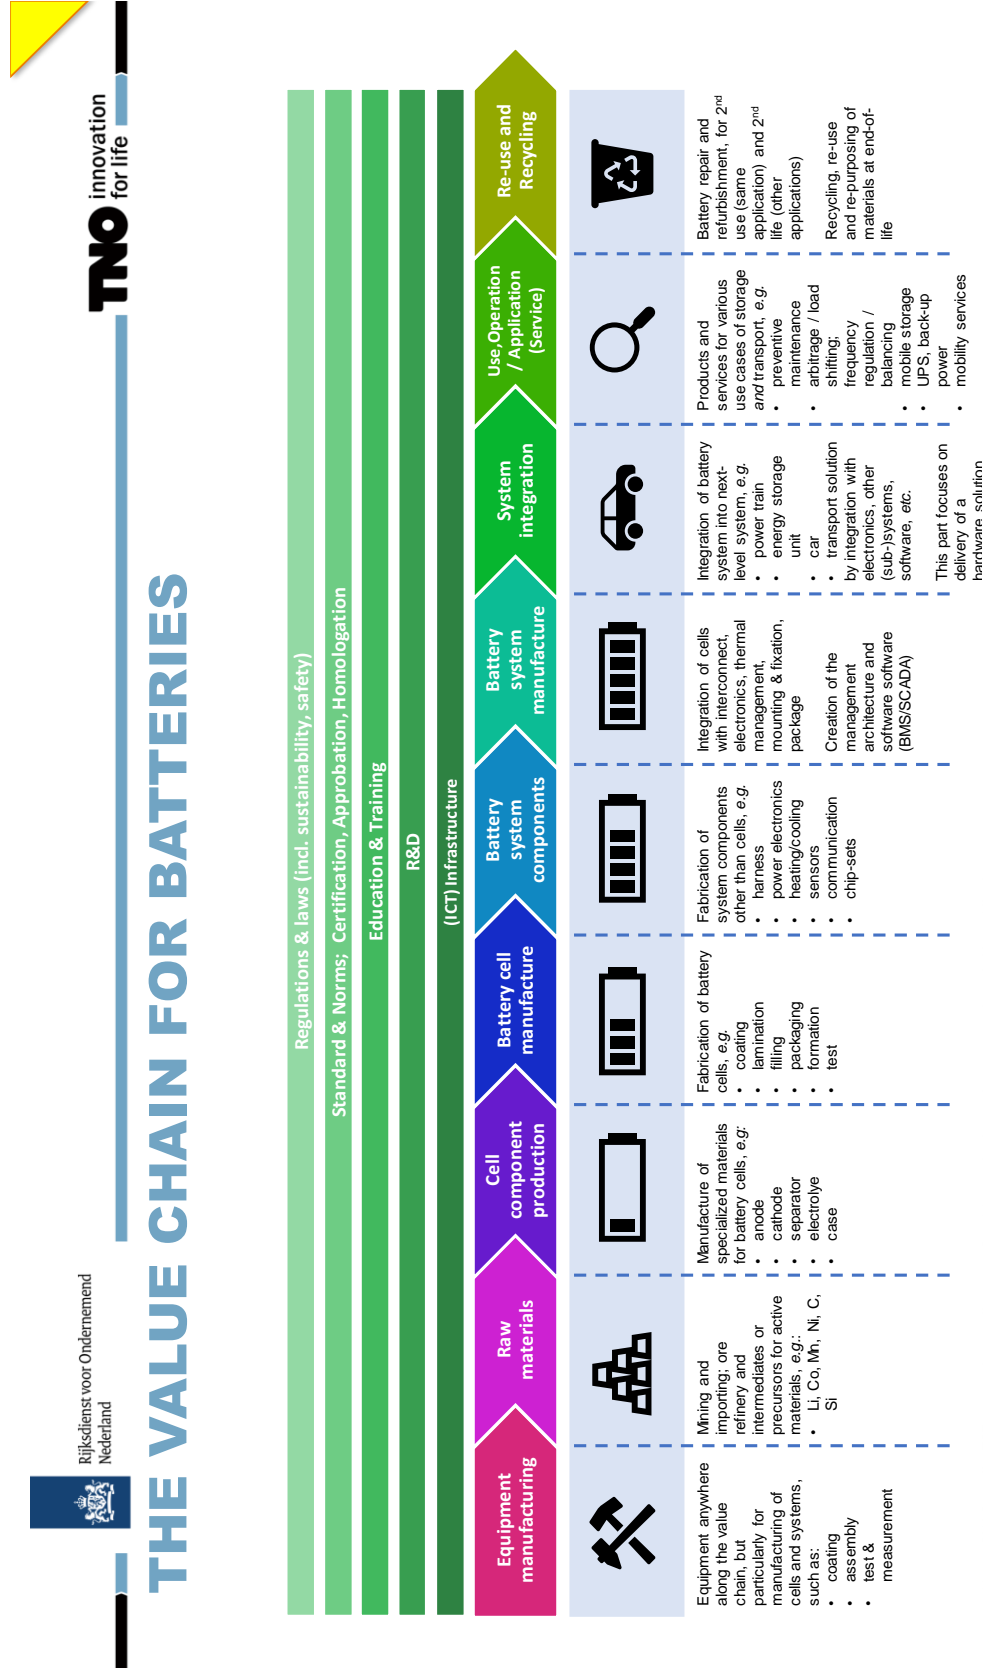 Rijksdienst voor Ondernemend
Nederland
TNO innovation
for life
THE VALUE CHAIN FOR BATTERIES
Regulations & laws (incl. sustainability, safety)
Standard & Norms; Certification, Approbation, Homologation
Education & Training
R&D
(ICT) Infrastructure
Equipment
manufacturing
Raw
materials
Cell
component
production
Battery cell
manufacture
Battery
system
components
Battery
system
manufacture
System
integration
Use,Operation
/ Application
(Service)
Re-use and
Recycling
Equipment anywhere
along the value
chain, but
particularly for
manufacturing of
cells and systems,
such as:
• coating
• assembly
• test &
measurement
Mining and
importing; ore
refinery and
intermediates or
precursors for active
materials, e.g.:
• Li, Co, Mn, Ni, C,
Si
Manufacture of
specialized materials
for battery cells, e.g:
• anode
• cathode
• separator
• electrolye
• case
Fabrication of battery
cells, e.g.
• coating
• lamination
• filling
• packaging
• formation
• test
Fabrication of
system components
other than cells, e.g.
• harness
• power electronics
• heating/cooling
• sensors
• communication
• chip-sets
Integration of cells
with interconnect,
electronics, thermal
management,
mounting & fixation,
package
Creation of the
management
architecture and
software software
(BMS/SCADA)
Integration of battery
system into next-
level system, e.g.
• power train
• energy storage
unit
• car
• transport solution
by integration with
electronics, other
(sub-)systems,
software, etc.
This part focuses on
delivery of a
hardware solution
Products and
services for various
use cases of storage
and transport, e.g.
• preventive
maintenance
• arbitrage / load
shifting;
frequency
regulation /
balancing
• mobile storage
• UPS, back-up
power
• mobility services
Battery repair and
refurbishment, for 2nd
use (same
application) and 2nd
life (other
applications)
Recycling, re-use
and re-purposing of
materials at end-of-
life